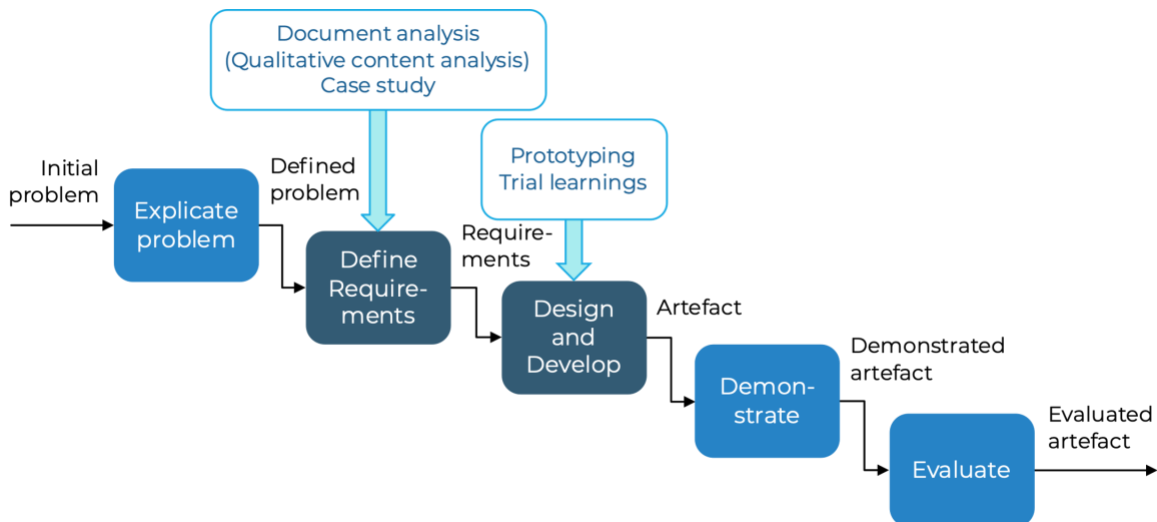 Document analysis
(Qualitative content analysis)
Case study
Prototyping
Trial learnings
Initial
problem
Explicate
problem
Defined
problem
Define
Require-
ments
Require-
ments
Design
and
Develop
Artefact
Demon-
strate
Demonstrated
artefact
Evaluate
Evaluated
artefact